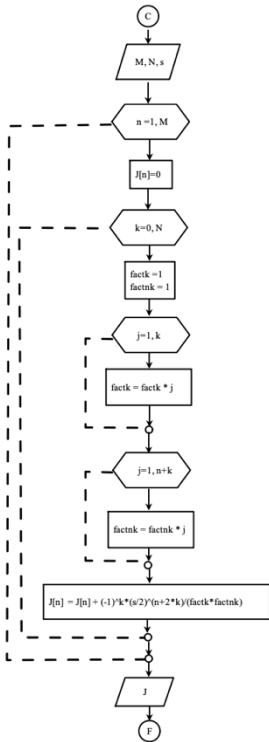 C
M, N, s
n =1, M
J[n]=0
k=0, N
factk =1
factnk = 1
j=1, k
factk = factk * j
j=1, n+k
factnk = factnk * j
J[n] = J[n] + (-1)^k*(s/2)^(n+2*k)/(factk*factnk)
J
F